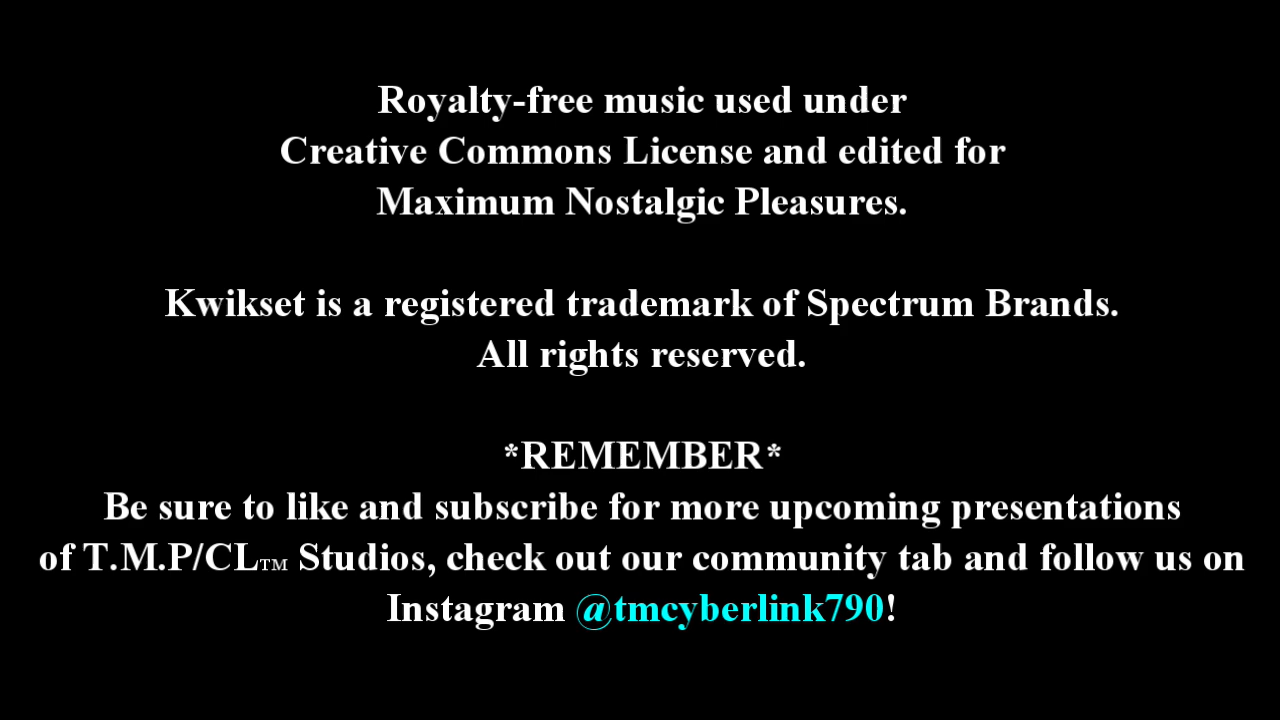 Royalty-free music used under
Creative Commons License and edited for
Maximum Nostalgic Pleasures.
Kwikset is a registered trademark of Spectrum Brands.
All rights reserved.
*REMEMBER*
Be sure to like and subscribe for more upcoming presentations
of T.M.P/CL™ Studios, check out our community tab and follow us on
Instagram @tmcyberlink790!